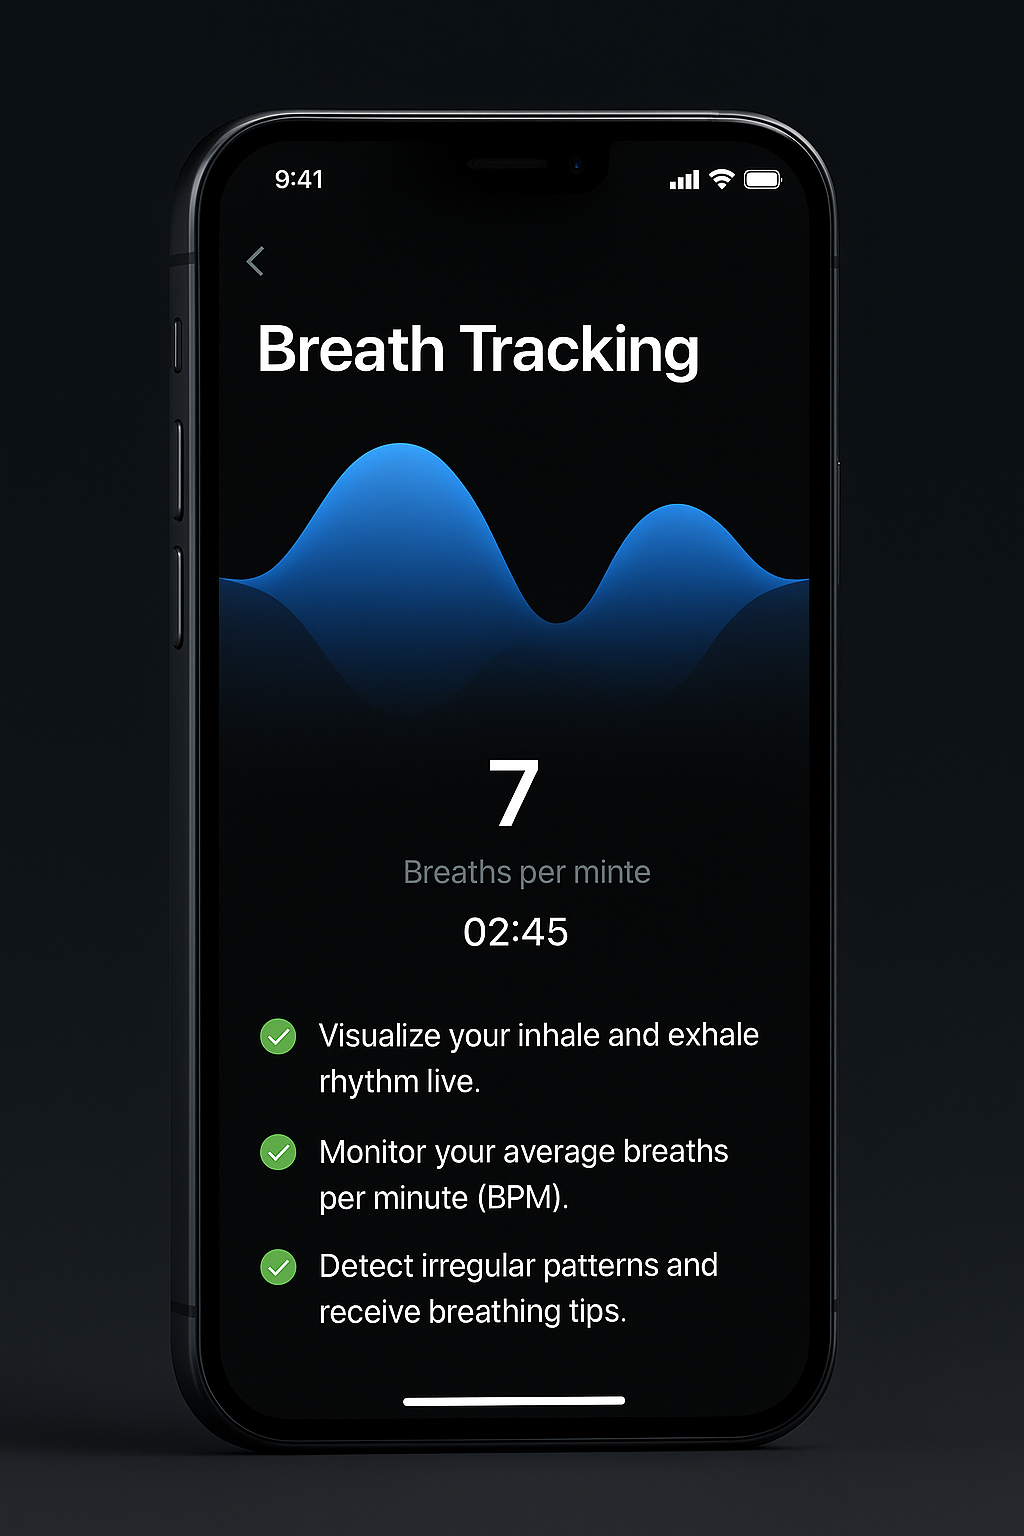 9:41
Breath Tracking
7
Breaths per minte
02:45
Visualize your inhale and exhale
rhythm live.
Monitor your average breaths
per minute (BPM).
Detect irregular patterns and
receive breathing tips.